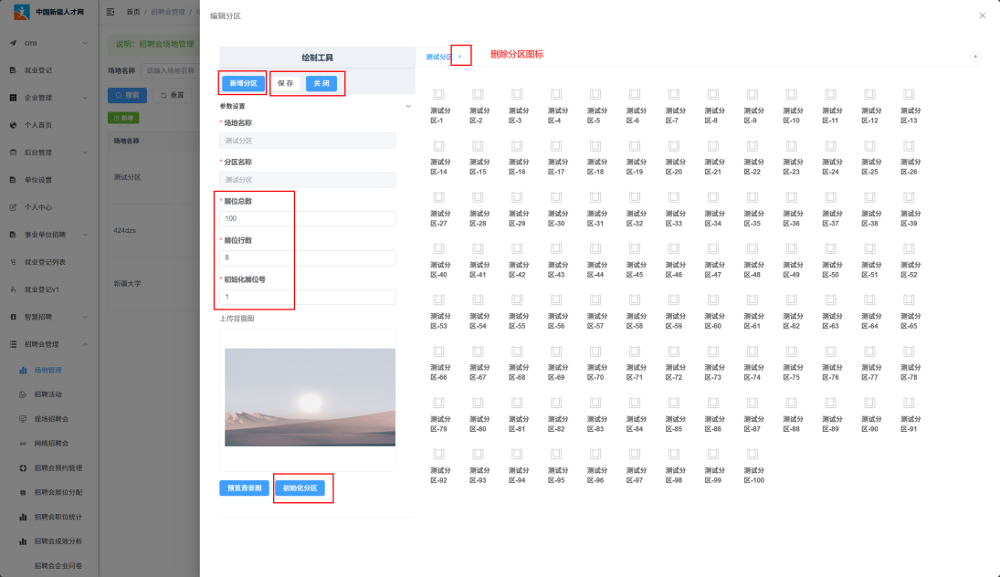 中国新疆人才网
cms
就业登记
企业管理
个人首页
后台管理
单位设置
个人中心
事业单位招聘
就业登记列表
就业登记v1
智慧招聘
招聘会管理
场地管理
招聘活动
现场招聘会
网络招聘会
招聘会预约管理
招聘会展位分配
招聘会职位统计
招聘会成效分析
招聘会企业问卷
首页 / 招聘会管理 /
说明：招聘会场地管理
场地名称 请输入场地名称
搜索 重置
新增
场地名称
测试分区
424dzs
新疆大学
编辑分区
绘制工具
新增分区 保 存 关 闭
参数设置
* 场地名称
测试分区
* 分区名称
测试分区
* 展位总数
100
* 展位行数
8
* 初始化展位号
1
上传背景图
预览背景图 初始化分区
测试分区 × 删除分区图标
测试分区-1 测试分区-2 测试分区-3 测试分区-4 测试分区-5 测试分区-6 测试分区-7 测试分区-8 测试分区-9 测试分区-10 测试分区-11 测试分区-12 测试分区-13
测试分区-14 测试分区-15 测试分区-16 测试分区-17 测试分区-18 测试分区-19 测试分区-20 测试分区-21 测试分区-22 测试分区-23 测试分区-24 测试分区-25 测试分区-26
测试分区-27 测试分区-28 测试分区-29 测试分区-30 测试分区-31 测试分区-32 测试分区-33 测试分区-34 测试分区-35 测试分区-36 测试分区-37 测试分区-38 测试分区-39
测试分区-40 测试分区-41 测试分区-42 测试分区-43 测试分区-44 测试分区-45 测试分区-46 测试分区-47 测试分区-48 测试分区-49 测试分区-50 测试分区-51 测试分区-52
测试分区-53 测试分区-54 测试分区-55 测试分区-56 测试分区-57 测试分区-58 测试分区-59 测试分区-60 测试分区-61 测试分区-62 测试分区-63 测试分区-64 测试分区-65
测试分区-66 测试分区-67 测试分区-68 测试分区-69 测试分区-70 测试分区-71 测试分区-72 测试分区-73 测试分区-74 测试分区-75 测试分区-76 测试分区-77 测试分区-78
测试分区-79 测试分区-80 测试分区-81 测试分区-82 测试分区-83 测试分区-84 测试分区-85 测试分区-86 测试分区-87 测试分区-88 测试分区-89 测试分区-90 测试分区-91
测试分区-92 测试分区-93 测试分区-94 测试分区-95 测试分区-96 测试分区-97 测试分区-98 测试分区-99 测试分区-100